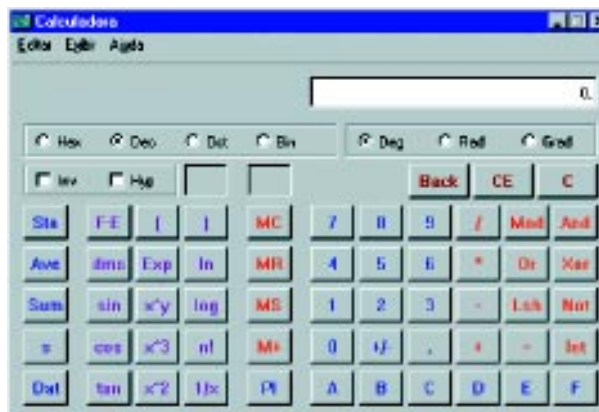 Calculadora
Editar Exibir Ajuda
0,
Hex Dec Oct Bin Deg Rad Grad
Inv Hyp Back CE C
Sta F-E ( ) MC 7 8 9 / Mod And
Ave dms Exp ln MR 4 5 6 * Or Xor
Sum sin x^y log MS 1 2 3 - Lsh Not
s cos x^3 n! M+ 0 +/- , + = Int
Dat tan x^2 1/x PI A B C D E F